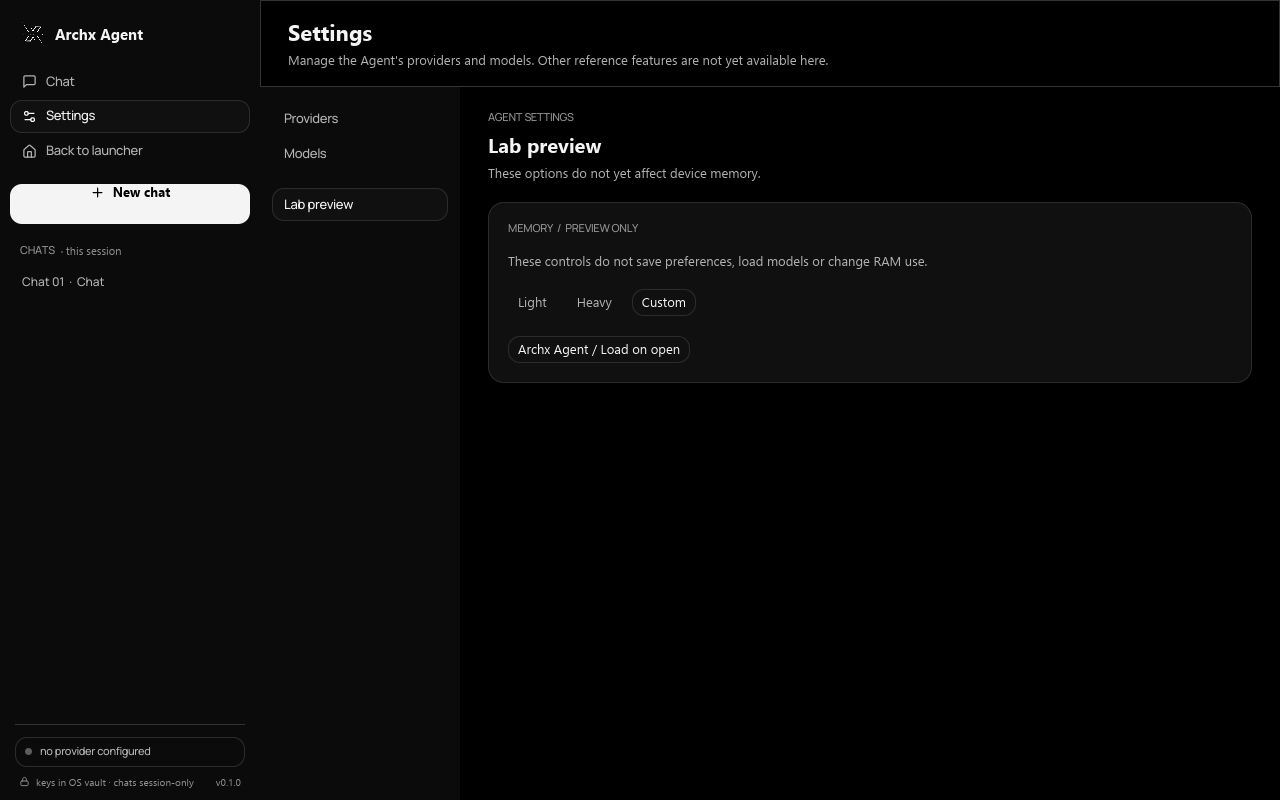 Archx Agent
Chat
Settings
Back to launcher
New chat
CHATS · this session
Chat 01 · Chat
no provider configured
keys in OS vault · chats session-only v0.1.0
Settings
Manage the Agent's providers and models. Other reference features are not yet available here.
Providers
Models
Lab preview
AGENT SETTINGS
Lab preview
These options do not yet affect device memory.
MEMORY / PREVIEW ONLY
These controls do not save preferences, load models or change RAM use.
Light Heavy Custom
Archx Agent / Load on open